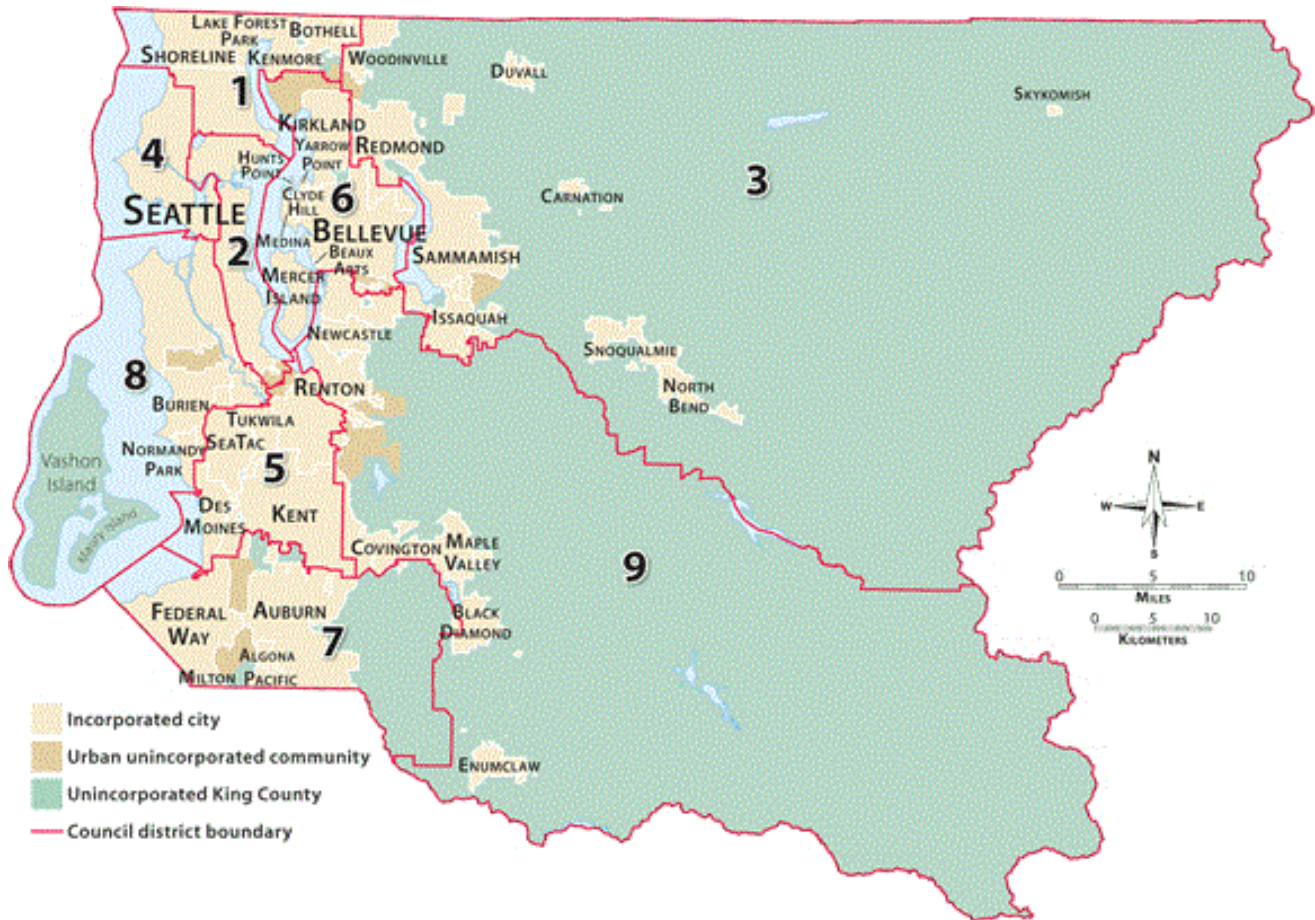 LAKE FOREST
PARK
BOTHELL
SHORELINE
KENMORE
WOODINVILLE
DUVALL
SKYKOMISH
1
KIRKLAND
YARROW
POINT
REDMOND
4
HUNTS
POINT
3
CARNATION
CLYDE
HILL
6
SEATTLE
2
MEDINA
BELLEVUE
BEAUX
ARTS
SAMMAMISH
MERCER
ISLAND
NEWCASTLE
ISSAQUAH
SNOQUALMIE
NORTH
BEND
8
RENTON
BURIEN
TUKWILA
SEATAC
NORMANDY
PARK
5
Vashon
Island
Maury Island
DES
MOINES
KENT
COVINGTON
MAPLE
VALLEY
9
FEDERAL
WAY
AUBURN
7
BLACK
DIAMOND
ALGONA
MILTON
PACIFIC
ENUMCLAW
N
W
E
S
0 5 10
MILES
0 5 10
KILOMETERS
Incorporated city
Urban unincorporated community
Unincorporated King County
Council district boundary